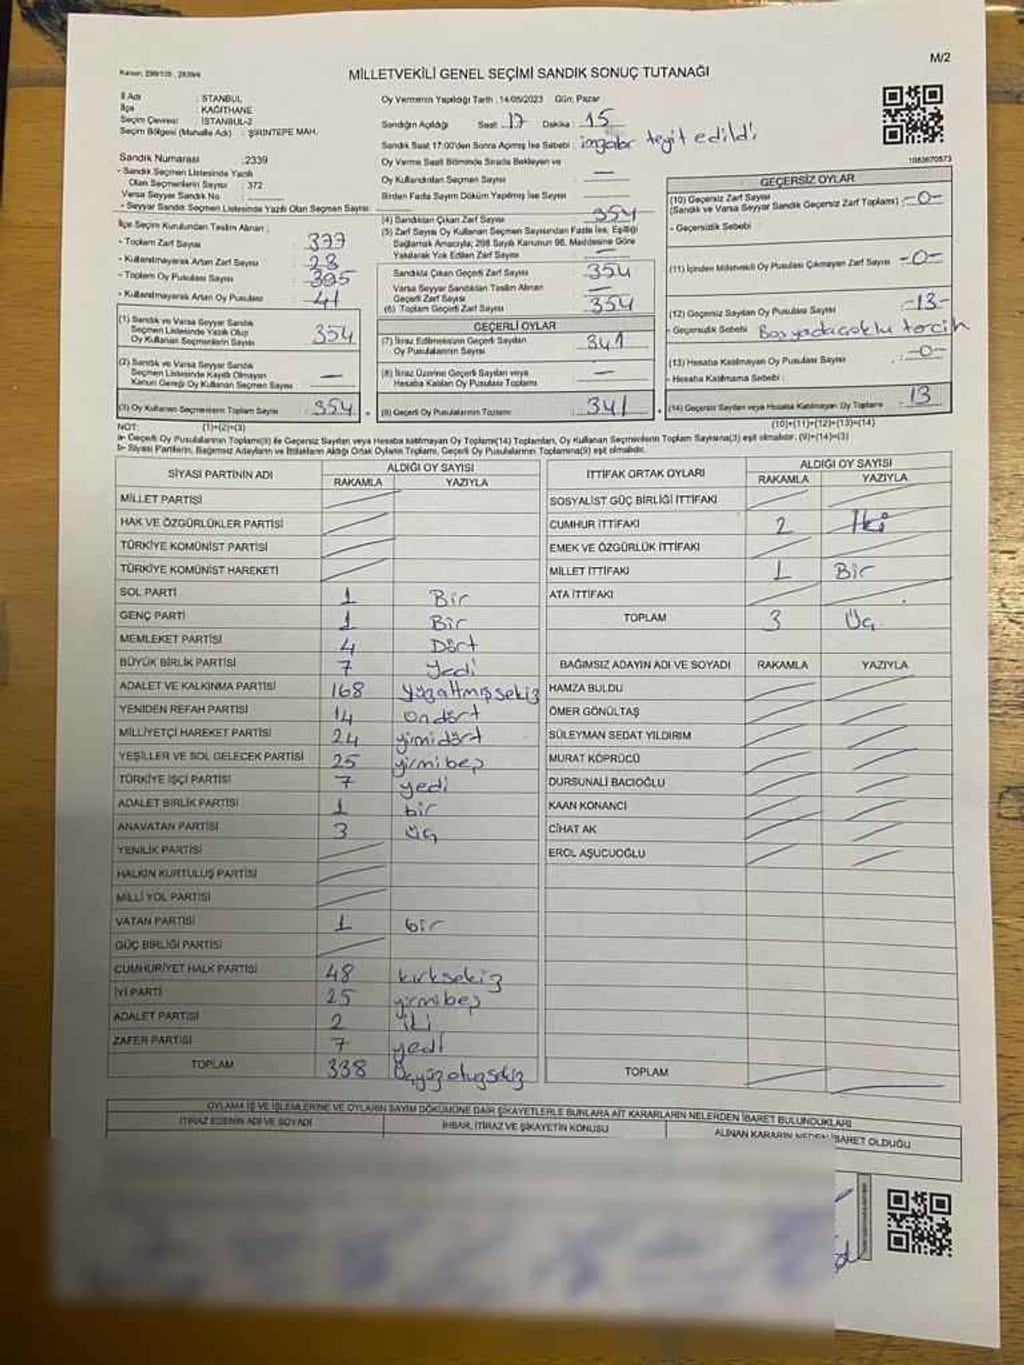 M/2
Kanun: 298/105 , 2839/6
MİLLETVEKİLİ GENEL SEÇİMİ SANDIK SONUÇ TUTANAĞI
İl Adı : İSTANBUL
İlçe : KAĞITHANE
Seçim Çevresi : İSTANBUL-2
Seçim Bölgesi (Mahalle Adı) : ŞİRİNTEPE MAH.
Oy Vermenin Yapıldığı Tarih : 14/05/2023 Gün: Pazar
Sandığın Açıldığı Saat: 17 Dakika : 15
Sandık Saat 17:00'den Sonra Açılmış İse Sebebi : imzalar teyit edildi
1083670873
Sandık Numarası : 2339
- Sandık Seçmen Listesinde Yazılı
Olan Seçmenlerin Sayısı : 372
Varsa Seyyar Sandık No :
- Seyyar Sandık Seçmen Listesinde Yazılı Olan Seçmen Sayısı :
Oy Verme Saati Bitiminde Sırada Bekleyen ve
Oy Kullandırılan Seçmen Sayısı —
Birden Fazla Sayım Döküm Yapılmış İse Sayısı
İlçe Seçim Kurulundan Teslim Alınan :
- Toplam Zarf Sayısı 377
- Kullanılmayarak Artan Zarf Sayısı 23
- Toplam Oy Pusulası Sayısı 395
- Kullanılmayarak Artan Oy Pusulası 41
(1) Sandık ve Varsa Seyyar Sandık
Seçmen Listesinde Yazılı Olup
Oy Kullanan Seçmenlerin Sayısı 354
(2) Sandık ve Varsa Seyyar Sandık
Seçmen Listesinde Kayıtlı Olmayan
Kanun Gereği Oy Kullanan Seçmen Sayısı —
(3) Oy Kullanan Seçmenlerin Toplam Sayısı 354
(1)+(2)=(3)
(4) Sandıktan Çıkan Zarf Sayısı 354
(5) Zarf Sayısı Oy Kullanan Seçmen Sayısından Fazla İse, Eşitliği
Sağlamak Amacıyla; 298 Sayılı Kanunun 98. Maddesine Göre
Yakılarak Yok Edilen Zarf Sayısı —
Sandıkta Çıkan Geçerli Zarf Sayısı 354
Varsa Seyyar Sandıktan Teslim Alınan
Geçerli Zarf Sayısı —
(6) Toplam Geçerli Zarf Sayısı 354
GEÇERLİ OYLAR
(7) İtiraz Edilmeksizin Geçerli Sayılan
Oy Pusulalarının Sayısı 341
(8) İtiraz Üzerine Geçerli Sayılan veya
Hesaba Katılan Oy Pusulası Toplamı —
(9) Geçerli Oy Pusulalarının Toplamı 341
GEÇERSİZ OYLAR
(10) Geçersiz Zarf Sayısı
(Sandık ve Varsa Seyyar Sandık Geçersiz Zarf Toplamı) -0-
- Geçersizlik Sebebi :
(11) İçinden Milletvekili Oy Pusulası Çıkmayan Zarf Sayısı -0-
(12) Geçersiz Sayılan Oy Pusulası Sayısı -13-
- Geçersizlik Sebebi Boş yada çoklu tercih
(13) Hesaba Katılmayan Oy Pusulası Sayısı -0-
- Hesaba Katılmama Sebebi :
(14) Geçersiz Sayılan veya Hesaba Katılmayan Oy Toplamı 13
(10)+(11)+(12)+(13)=(14)
NOT:
a- Geçerli Oy Pusulalarının Toplamı(9) ile Geçersiz Sayılan veya Hesaba katılmayan Oy Toplamı(14) Toplamları, Oy Kullanan Seçmenlerin Toplam Sayısına(3) eşit olmalıdır. (9)+(14)=(3)
b- Siyasi Partilerin, Bağımsız Adayların ve İttifakların Aldığı Ortak Oyların Toplamı, Geçerli Oy Pusulalarının Toplamına(9) eşit olmalıdır.
SİYASİ PARTİNİN ADI ALDIĞI OY SAYISI
RAKAMLA YAZIYLA
MİLLET PARTİSİ
HAK VE ÖZGÜRLÜKLER PARTİSİ
TÜRKİYE KOMÜNİST PARTİSİ
TÜRKİYE KOMÜNİST HAREKETİ
SOL PARTİ 1 Bir
GENÇ PARTİ 1 Bir
MEMLEKET PARTİSİ 4 Dört
BÜYÜK BİRLİK PARTİSİ 7 Yedi
ADALET VE KALKINMA PARTİSİ 168 yüzaltmışsekiz
YENİDEN REFAH PARTİSİ 14 ondört
MİLLİYETÇİ HAREKET PARTİSİ 24 yirmidört
YEŞİLLER VE SOL GELECEK PARTİSİ 25 yirmibeş
TÜRKİYE İŞÇİ PARTİSİ 7 yedi
ADALET BİRLİK PARTİSİ 1 bir
ANAVATAN PARTİSİ 3 üç
YENİLİK PARTİSİ
HALKIN KURTULUŞ PARTİSİ
MİLLİ YOL PARTİSİ
VATAN PARTİSİ 1 bir
GÜÇ BİRLİĞİ PARTİSİ
CUMHURİYET HALK PARTİSİ 48 kırksekiz
İYİ PARTİ 25 yirmibeş
ADALET PARTİSİ 2 iki
ZAFER PARTİSİ 7 yedi
TOPLAM 338 Üçyüzotuzsekiz
İTTİFAK ORTAK OYLARI ALDIĞI OY SAYISI
RAKAMLA YAZIYLA
SOSYALİST GÜÇ BİRLİĞİ İTTİFAKI
CUMHUR İTTİFAKI 2 İki
EMEK VE ÖZGÜRLÜK İTTİFAKI
MİLLET İTTİFAKI 1 Bir
ATA İTTİFAKI
TOPLAM 3 Üç
BAĞIMSIZ ADAYIN ADI VE SOYADI RAKAMLA YAZIYLA
HAMZA BULDU
ÖMER GÖNÜLTAŞ
SÜLEYMAN SEDAT YILDIRIM
MURAT KÖPRÜCÜ
DURSUNALİ BACIOĞLU
KAAN KONANCI
CİHAT AK
EROL AŞUCUOĞLU
TOPLAM
OYLAMA İŞ VE İŞLEMLERİNE VE OYLARIN SAYIM DÖKÜMÜNE DAİR ŞİKAYETLERLE BUNLARA AİT KARARLARIN NELERDEN İBARET BULUNDUKLARI
İTİRAZ EDENİN ADI VE SOYADI İHBAR, İTİRAZ VE ŞİKAYETİN KONUSU ALINAN KARARIN NEDEN İBARET OLDUĞU